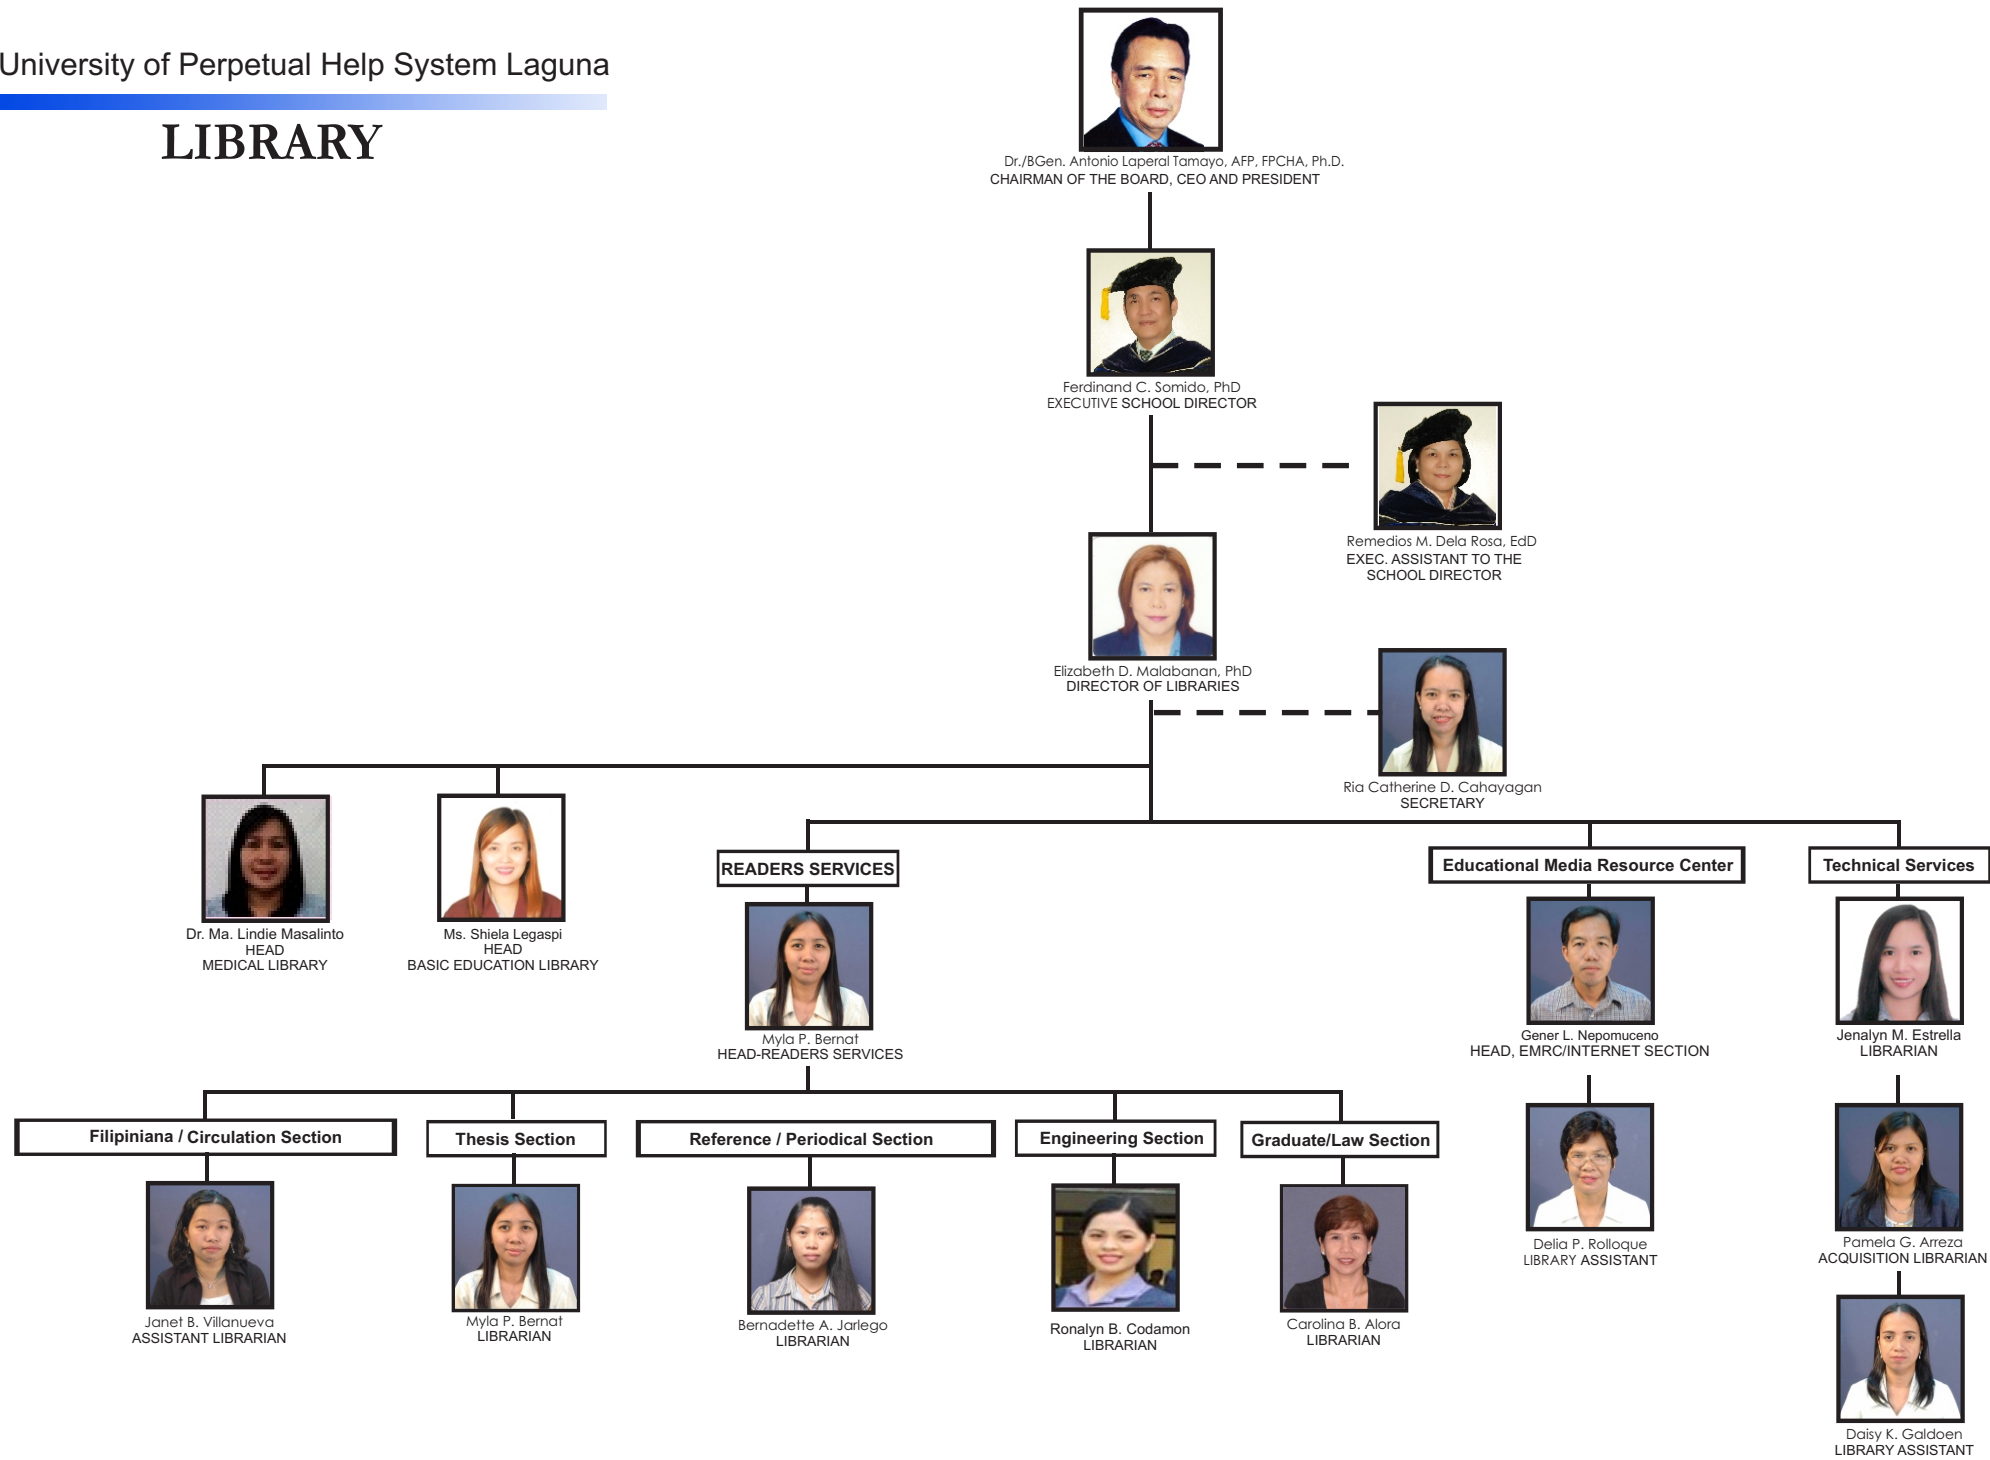 University of Perpetual Help System Laguna
LIBRARY
Dr./BGen. Antonio Laperal Tamayo, AFP, FPCHA, Ph.D.
CHAIRMAN OF THE BOARD, CEO AND PRESIDENT
Ferdinand C. Somido, PhD
EXECUTIVE SCHOOL DIRECTOR
Remedios M. Dela Rosa, EdD
EXEC. ASSISTANT TO THE
SCHOOL DIRECTOR
Elizabeth D. Malabanan, PhD
DIRECTOR OF LIBRARIES
Ria Catherine D. Cahayagan
SECRETARY
Dr. Ma. Lindie Masalinto
HEAD
MEDICAL LIBRARY
Ms. Shiela Legaspi
HEAD
BASIC EDUCATION LIBRARY
READERS SERVICES
Myla P. Bernat
HEAD-READERS SERVICES
Educational Media Resource Center
Gener L. Nepomuceno
HEAD, EMRC/INTERNET SECTION
Technical Services
Jenalyn M. Estrella
LIBRARIAN
Filipiniana / Circulation Section
Janet B. Villanueva
ASSISTANT LIBRARIAN
Thesis Section
Myla P. Bernat
LIBRARIAN
Reference / Periodical Section
Bernadette A. Jarlego
LIBRARIAN
Engineering Section
Ronalyn B. Codamon
LIBRARIAN
Graduate/Law Section
Carolina B. Alora
LIBRARIAN
Delia P. Rolloque
LIBRARY ASSISTANT
Pamela G. Arreza
ACQUISITION LIBRARIAN
Daisy K. Galdoen
LIBRARY ASSISTANT